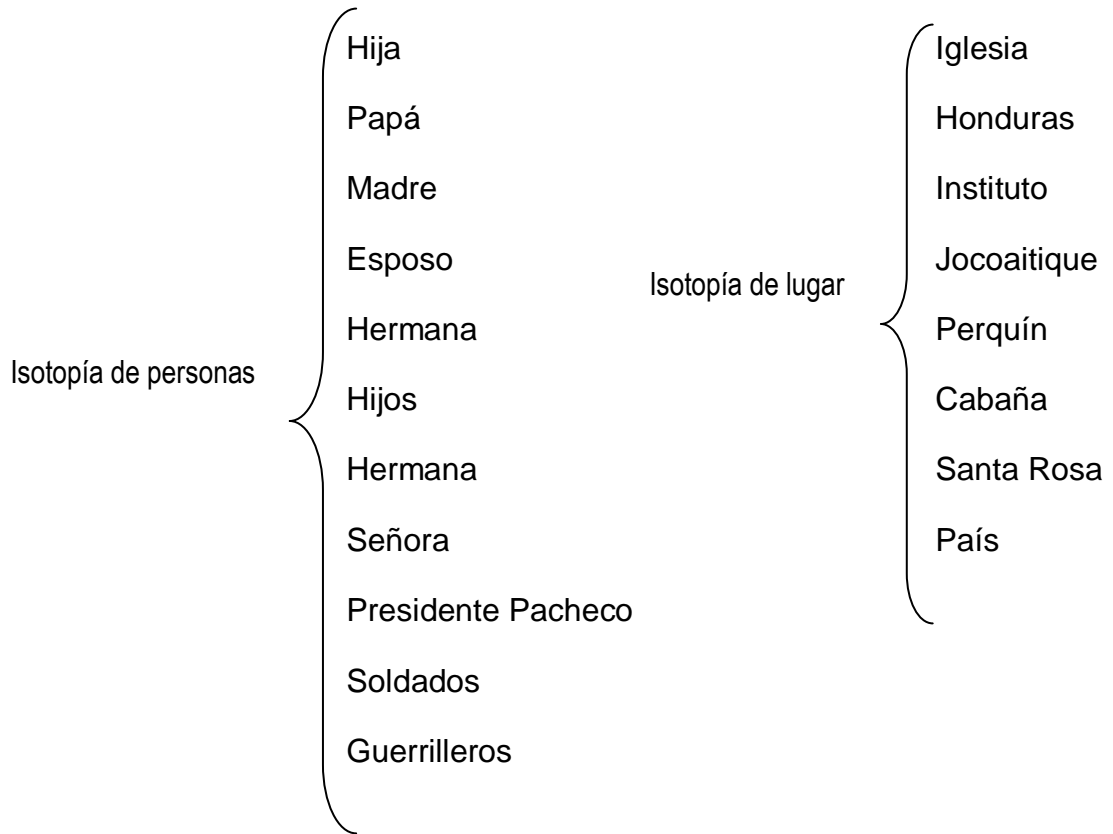 Isotopía de personas
Hija
Papá
Madre
Esposo
Hermana
Hijos
Hermana
Señora
Presidente Pacheco
Soldados
Guerrilleros
Isotopía de lugar
Iglesia
Honduras
Instituto
Jocoaitique
Perquín
Cabaña
Santa Rosa
País